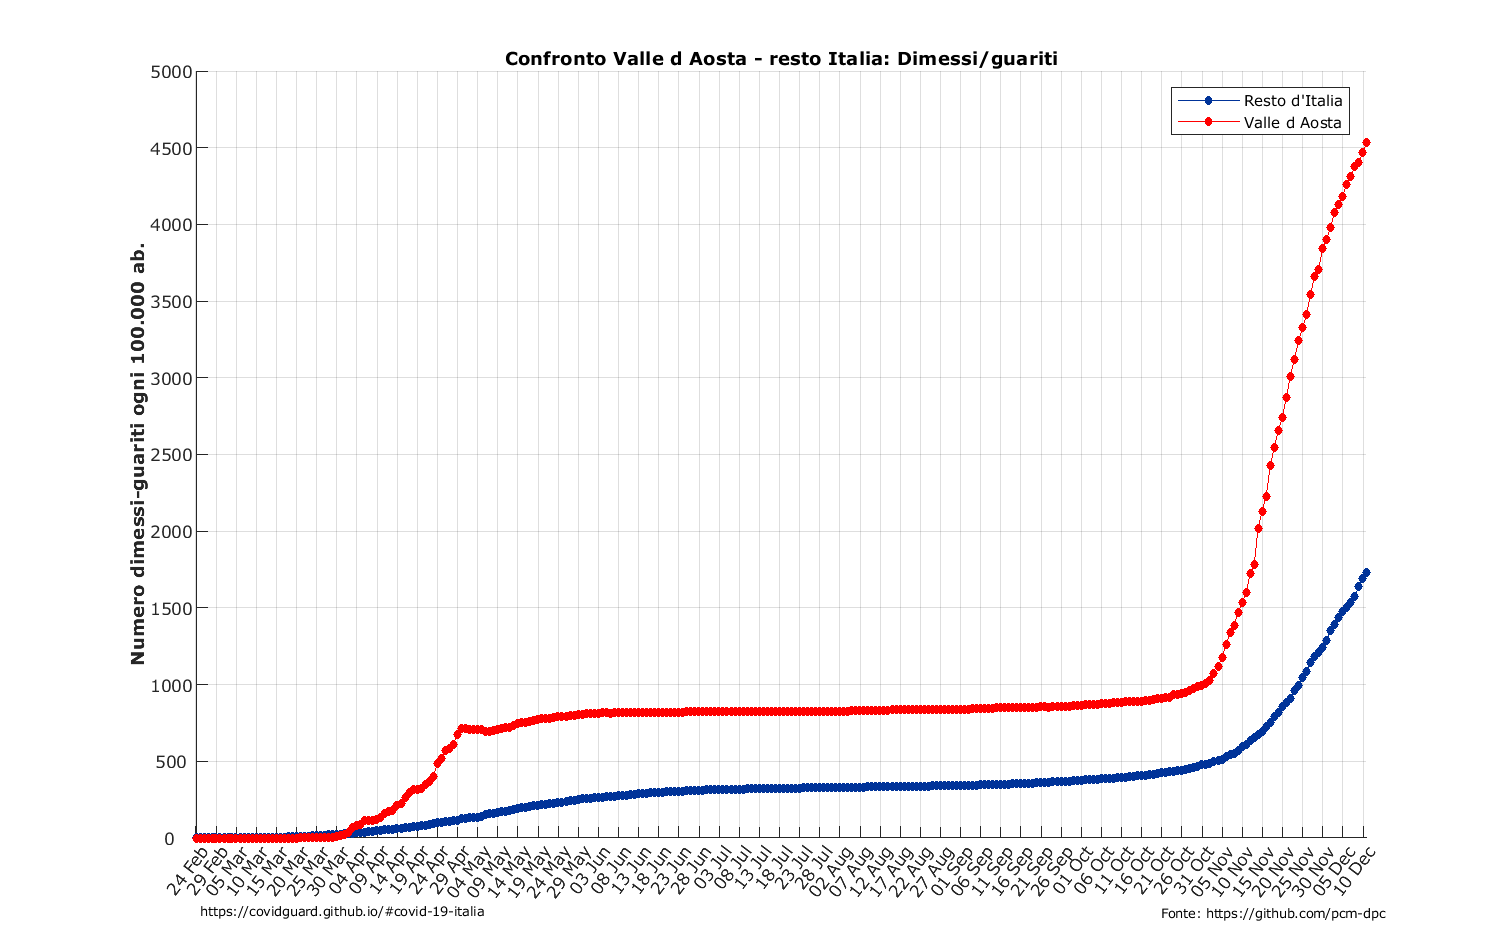 Confronto Valle d Aosta - resto Italia: Dimessi/guariti
Resto d'Italia
Valle d Aosta
Numero dimessi-guariti ogni 100.000 ab.
5000
4500
4000
3500
3000
2500
2000
1500
1000
500
0
24 Feb
29 Feb
05 Mar
10 Mar
15 Mar
20 Mar
25 Mar
30 Mar
04 Apr
09 Apr
14 Apr
19 Apr
24 Apr
29 Apr
04 May
09 May
14 May
19 May
24 May
29 May
03 Jun
08 Jun
13 Jun
18 Jun
23 Jun
28 Jun
03 Jul
08 Jul
13 Jul
18 Jul
23 Jul
28 Jul
02 Aug
07 Aug
12 Aug
17 Aug
22 Aug
27 Aug
01 Sep
06 Sep
11 Sep
16 Sep
21 Sep
26 Sep
01 Oct
06 Oct
11 Oct
16 Oct
21 Oct
26 Oct
31 Oct
05 Nov
10 Nov
15 Nov
20 Nov
25 Nov
30 Nov
05 Dec
10 Dec
https://covidguard.github.io/#covid-19-italia
Fonte: https://github.com/pcm-dpc